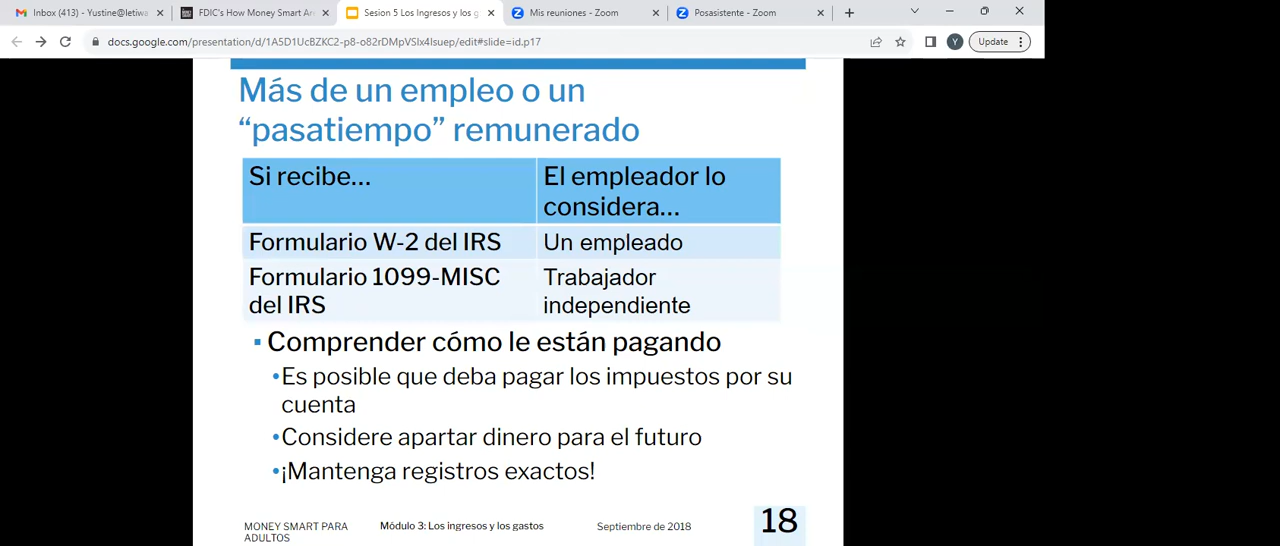 Inbox (413) - Yustine@letiwa
FDIC's How Money Smart Are
Sesion 5 Los Ingresos y los g
Mis reuniones - Zoom
Posasistente - Zoom
docs.google.com/presentation/d/1A5D1UcBZKC2-p8-o82rDMpVSlx4Isuep/edit#slide=id.p17
Y
Update
Más de un empleo o un
“pasatiempo” remunerado
Si recibe...
El empleador lo
considera...
Formulario W-2 del IRS
Un empleado
Formulario 1099-MISC
del IRS
Trabajador
independiente
▪ Comprender cómo le están pagando
•Es posible que deba pagar los impuestos por su
cuenta
•Considere apartar dinero para el futuro
•¡Mantenga registros exactos!
MONEY SMART PARA
ADULTOS
Módulo 3: Los ingresos y los gastos
Septiembre de 2018
18